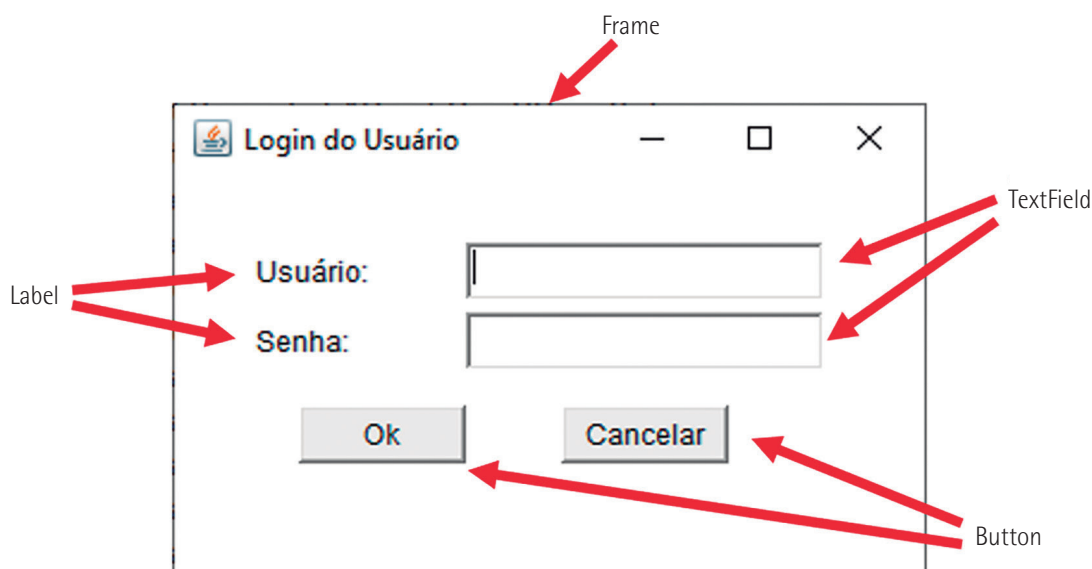 Frame
Login do Usuário
TextField
Usuário:
Label
Senha:
Ok
Cancelar
Button